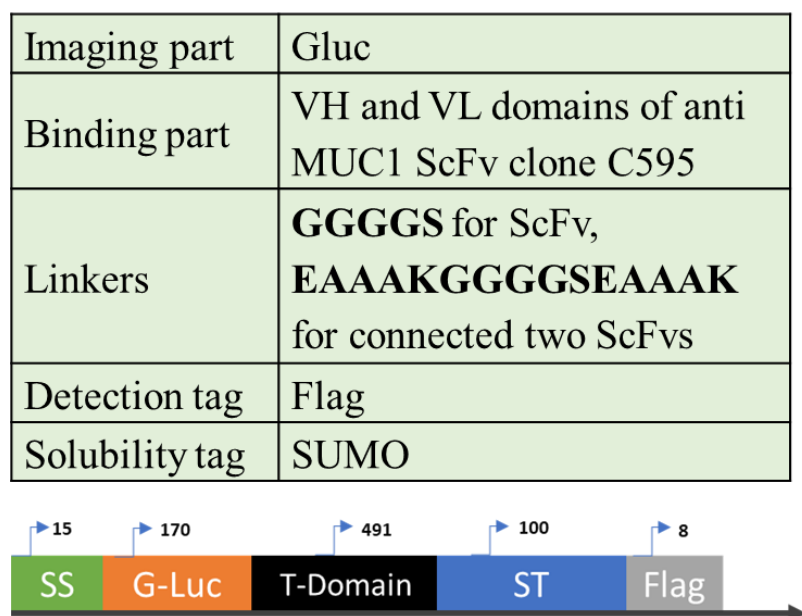 Imaging part Gluc
Binding part VH and VL domains of anti
MUC1 ScFv clone C595
Linkers GGGGS for ScFv,
EAAAKGGGGSEAAAK
for connected two ScFvs
Detection tag Flag
Solubility tag SUMO
15 170 491 100 8
SS G-Luc T-Domain ST Flag